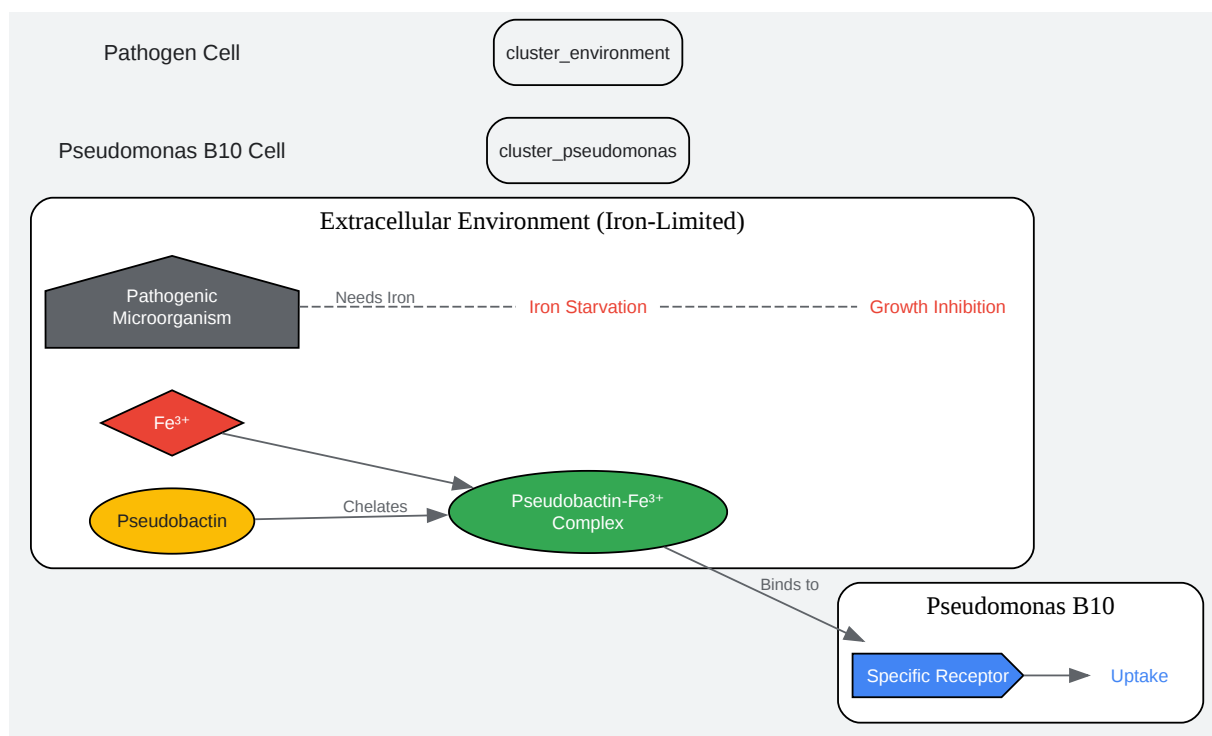 Pathogen Cell
cluster_environment
Pseudomonas B10 Cell
cluster_pseudomonas
Extracellular Environment (Iron-Limited)
Pathogenic
Microorganism
Needs Iron
Iron Starvation
Growth Inhibition
Fe³⁺
Pseudobactin
Chelates
Pseudobactin-Fe³⁺
Complex
Binds to
Pseudomonas B10
Specific Receptor
Uptake